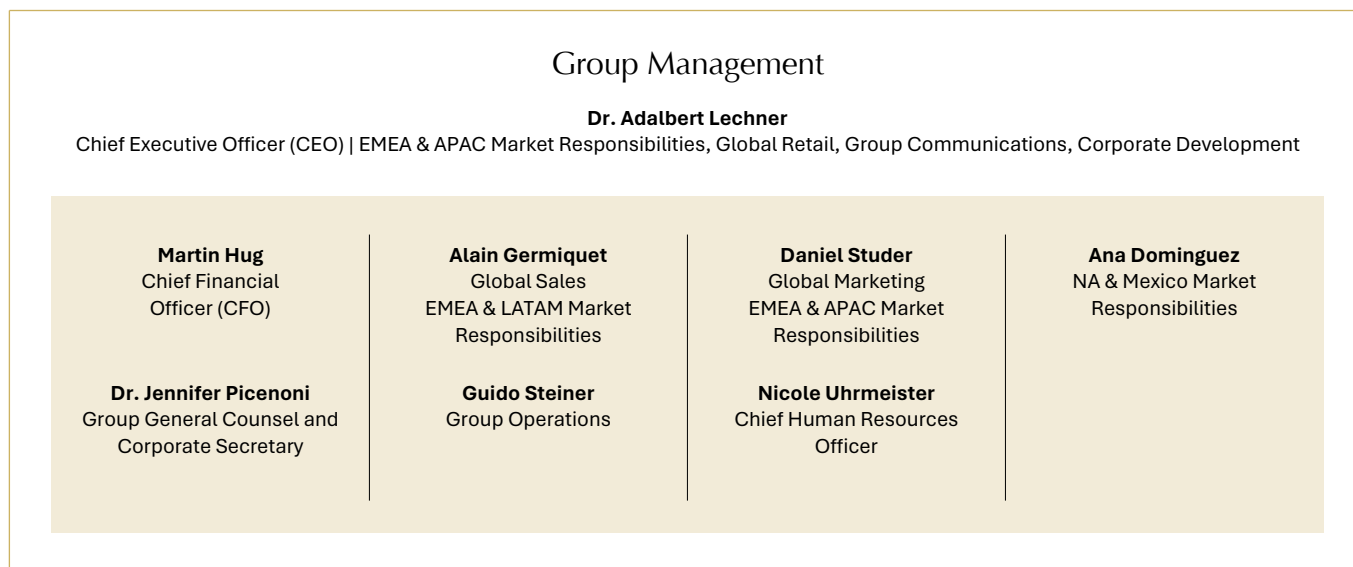 Group Management
Dr. Adalbert Lechner
Chief Executive Officer (CEO) | EMEA & APAC Market Responsibilities, Global Retail, Group Communications, Corporate Development
Martin Hug
Chief Financial
Officer (CFO)
Alain Germiquet
Global Sales
EMEA & LATAM Market
Responsibilities
Daniel Studer
Global Marketing
EMEA & APAC Market
Responsibilities
Ana Dominguez
NA & Mexico Market
Responsibilities
Dr. Jennifer Picenoni
Group General Counsel and
Corporate Secretary
Guido Steiner
Group Operations
Nicole Uhrmeister
Chief Human Resources
Officer